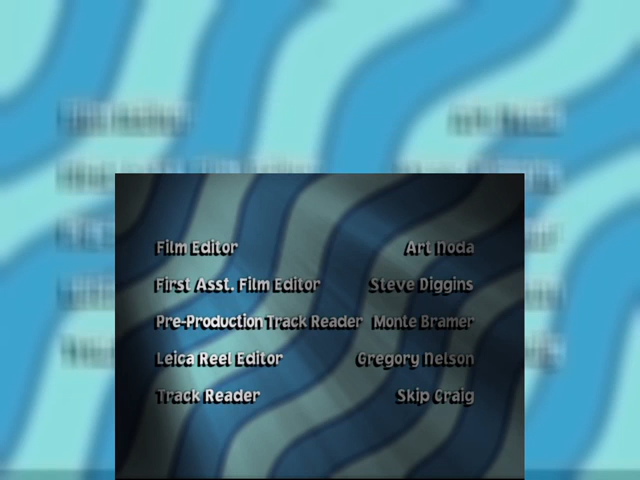 Film Editor Art Noda
First Asst. Film Editor Steve Diggins
Pre-Production Track Reader Monte Bramer
Leica Reel Editor Gregory Nelson
Track Reader Skip Craig